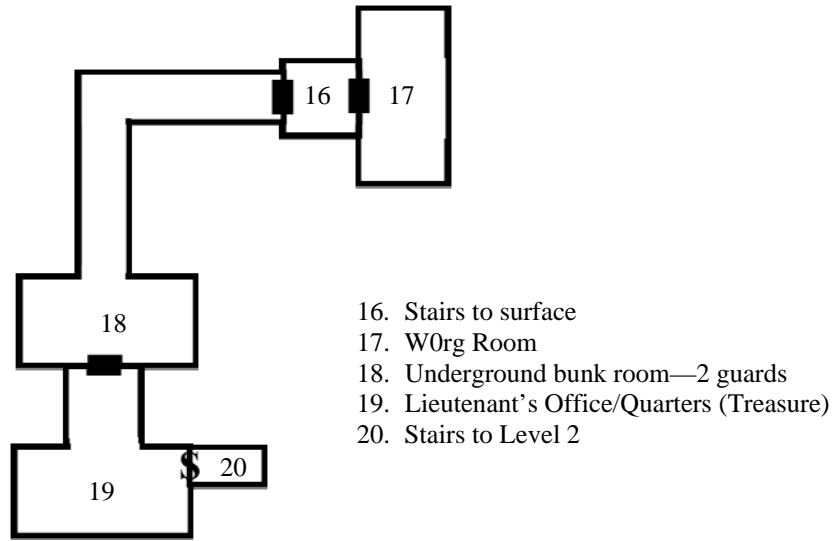 16
17
18
16. Stairs to surface
17. W0rg Room
18. Underground bunk room—2 guards
19. Lieutenant's Office/Quarters (Treasure)
20. Stairs to Level 2
$ 20
19